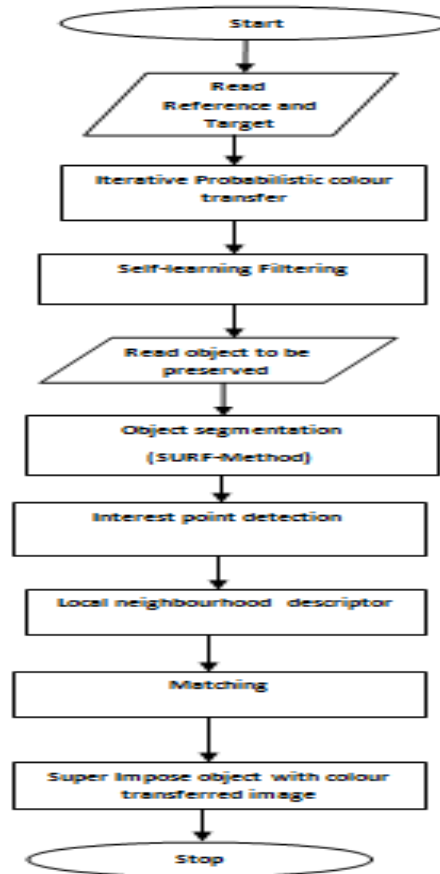 Start
Read
Reference and
Target
Iterative Probabilistic colour
transfer
Self-learning Filtering
Read object to be
preserved
Object segmentation
(SURF-Method)
Interest point detection
Local neighbourhood descriptor
Matching
Super Impose object with colour
transferred image
Stop